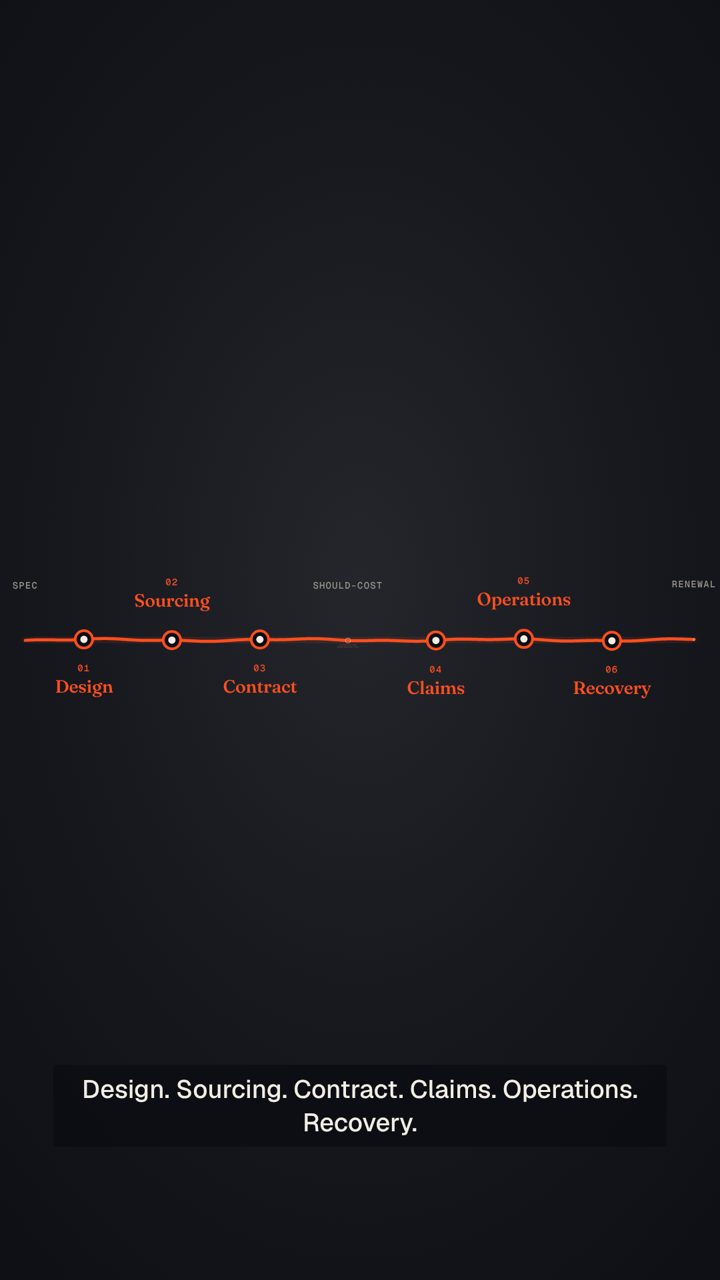 SPEC
02
Sourcing
SHOULD-COST
05
Operations
RENEWAL
01
Design
03
Contract
04
Claims
06
Recovery
Design. Sourcing. Contract. Claims. Operations.
Recovery.